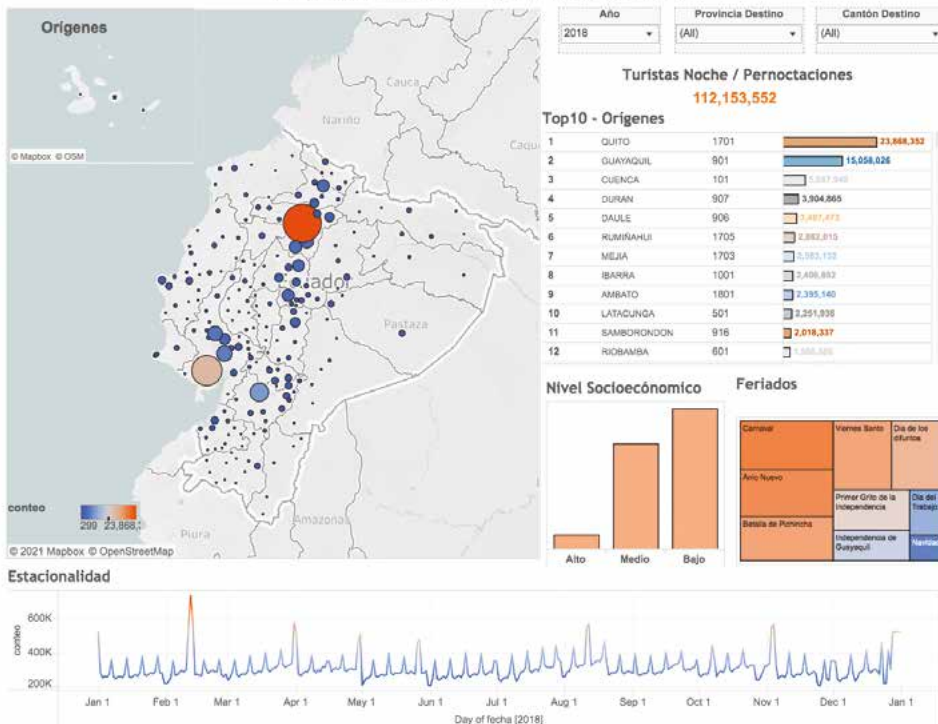 Orígenes
© Mapbox © OSM
Cauca
Nariño
Caque
Ecuador
Pastaza
Piura
Amazonas
conteo
299 23,868,3
© 2021 Mapbox © OpenStreetMap
Año
2018
Provincia Destino
(All)
Cantón Destino
(All)
Turistas Noche / Pernoctaciones
112,153,552
Top10 - Orígenes
1 QUITO 1701 23,868,352
2 GUAYAQUIL 901 15,058,026
3 CUENCA 101
4 DURAN 907 3,904,865
5 DAULE 906
6 RUMIÑAHUI 1705
7 MEJIA 1703
8 IBARRA 1001
9 AMBATO 1801 2,395,140
10 LATACUNGA 501
11 SAMBORONDON 916 2,018,337
12 RIOBAMBA 601
Nivel Socioecónomico
Alto Medio Bajo
Feriados
Carnaval
Viernes Santo
Dia de los
difuntos
Ano Nuevo
Primer Grito de la
Independencia
Dia del
Trabajo
Batalla de Pichincha
Independencia de
Guayaquil
Navidad
Estacionalidad
conteo
600K
400K
200K
Jan 1 Feb 1 Mar 1 Apr 1 May 1 Jun 1 Jul 1 Aug 1 Sep 1 Oct 1 Nov 1 Dec 1 Jan 1
Day of fecha [2018]